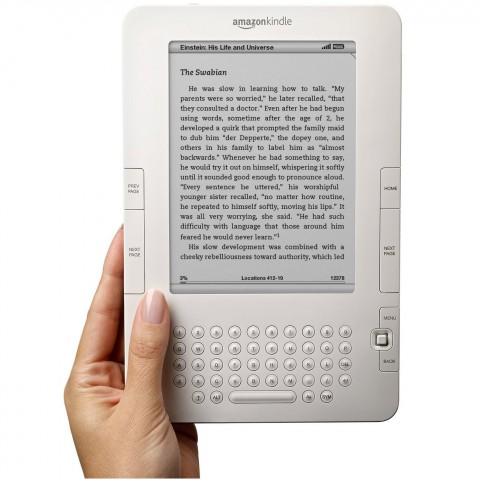 amazonkindle
Einstein: His Life and Universe
The Swabian
He was slow in learning how to talk. “My
parents were so worried,” he later recalled, “that
they consulted a doctor.” Even after he had begun
using words, sometime after the age of 2, he
developed a quirk that prompted the family maid
to dub him “der Depperte,” the dopey one, and
others in his family to label him as “almost
backwards.” Whenever he had something to say,
he would try it out on himself, whispering it softly
until it sounded good enough to pronounce aloud.
“Every sentence he uttered,” his worshipful
younger sister recalled, “no matter how routine,
he repeated to himself softly, moving his lips.” It
was all very worrying, she said. “He had such
difficulty with language that those around him
feared he would never learn.”1
His slow development was combined with a
cheeky rebelliousness toward authority, which led
3%
Locations 412-19
12278
PREV
PAGE
HOME
NEXT
PAGE
NEXT
PAGE
MENU
BACK
ALT
SYM